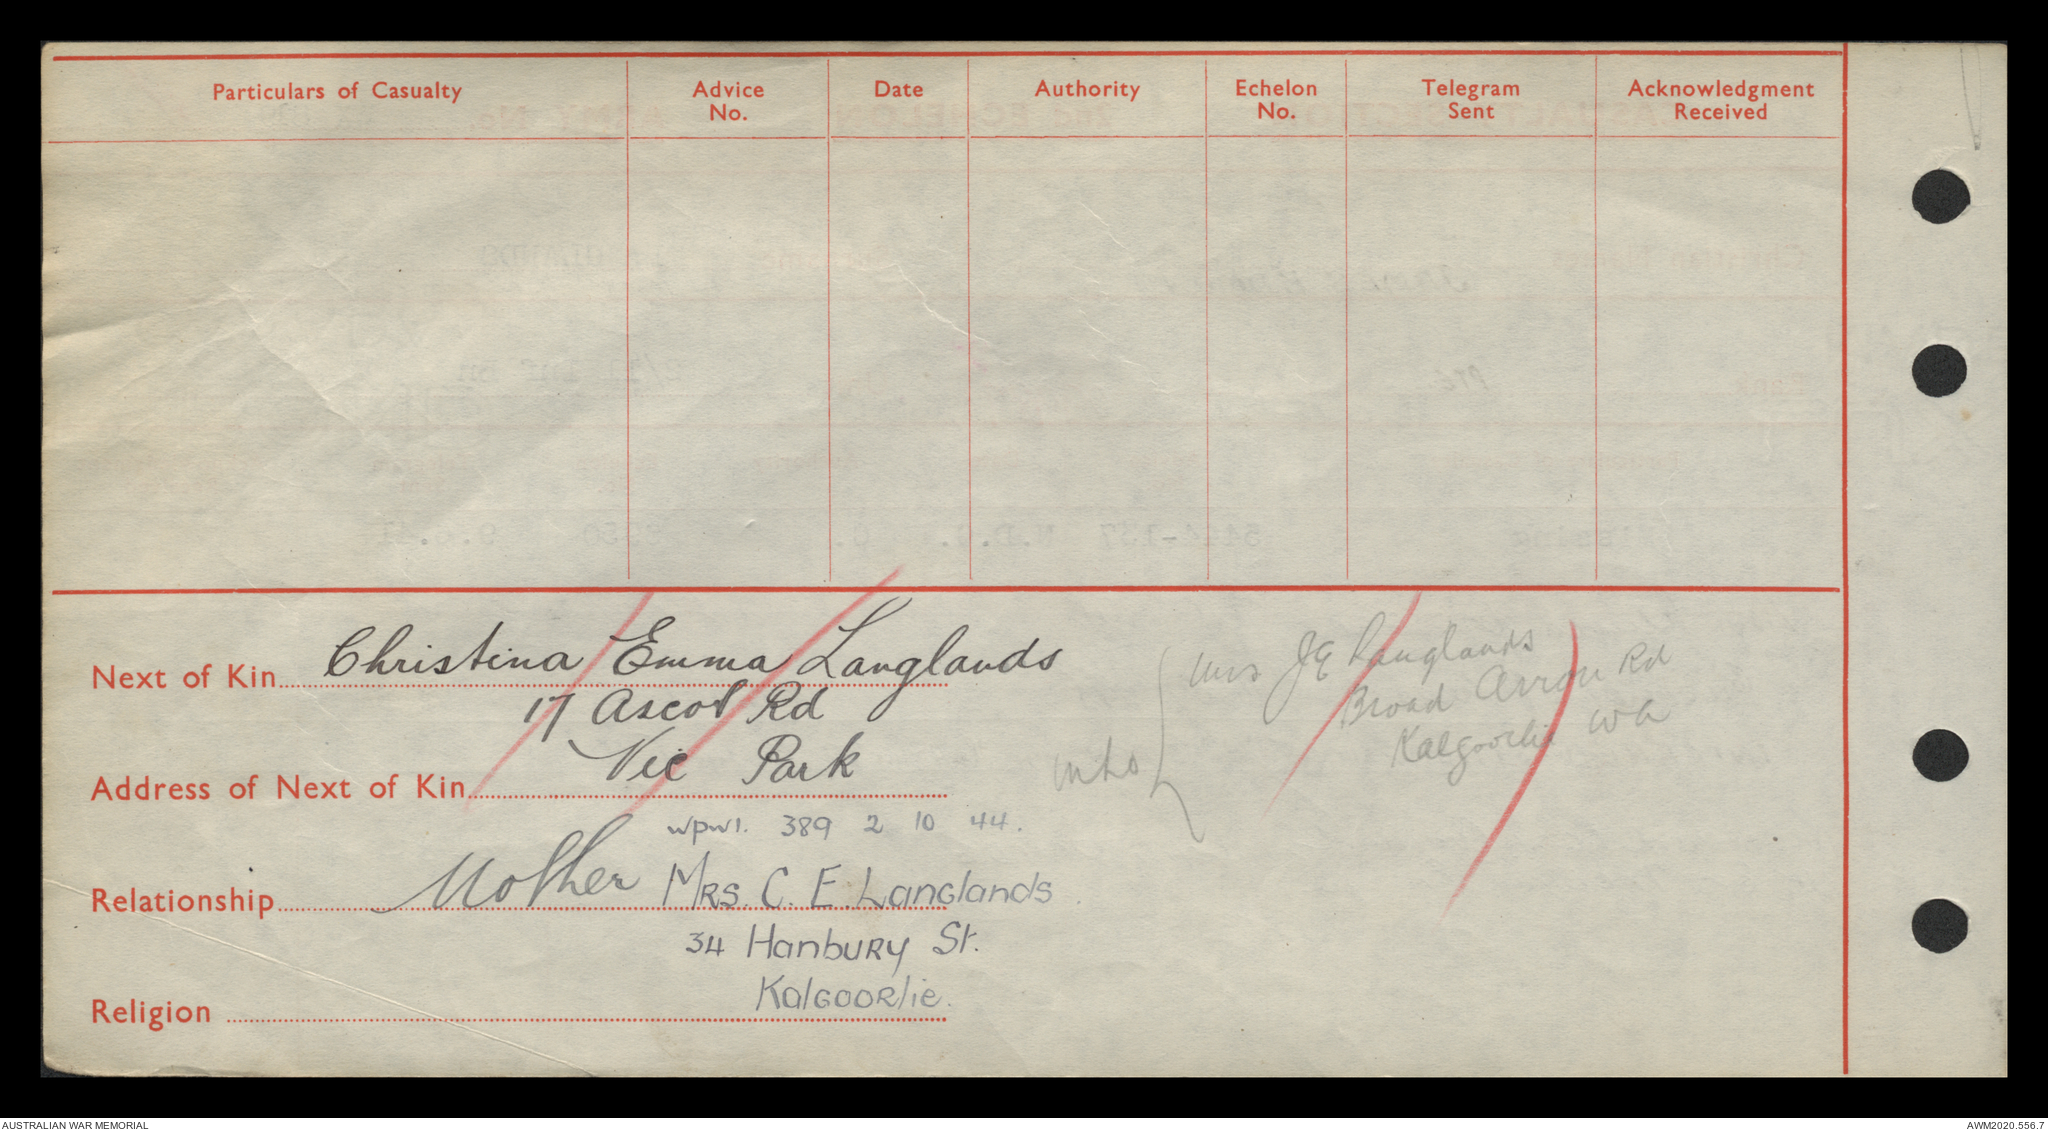 Particulars of Casualty Advice No. Date Authority Echelon No. Telegram Sent Acknowledgment Received
Next of Kin Christina Emma Langlands
17 Ascot Rd
Address of Next of Kin Vic Park
Mrs JE Langlands
Broad Arrow Rd
Kalgoorlie WA
wpwl. 389 2 10 44.
Relationship Mother Mrs. C. E. Langlands
34 Hanbury St.
Kalgoorlie.
Religion
AUSTRALIAN WAR MEMORIAL
AWM2020.556.7